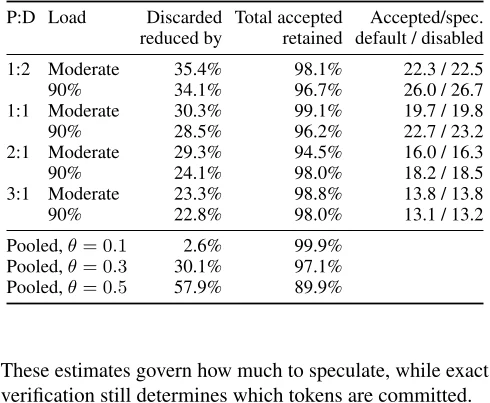 P:D Load Discarded Total accepted Accepted/spec.
reduced by retained default / disabled
1:2 Moderate 35.4% 98.1% 22.3 / 22.5
90% 34.1% 96.7% 26.0 / 26.7
1:1 Moderate 30.3% 99.1% 19.7 / 19.8
90% 28.5% 96.2% 22.7 / 23.2
2:1 Moderate 29.3% 94.5% 16.0 / 16.3
90% 24.1% 98.0% 18.2 / 18.5
3:1 Moderate 23.3% 98.8% 13.8 / 13.8
90% 22.8% 98.0% 13.1 / 13.2
Pooled, θ = 0.1 2.6% 99.9%
Pooled, θ = 0.3 30.1% 97.1%
Pooled, θ = 0.5 57.9% 89.9%
These estimates govern how much to speculate, while exact
verification still determines which tokens are committed.